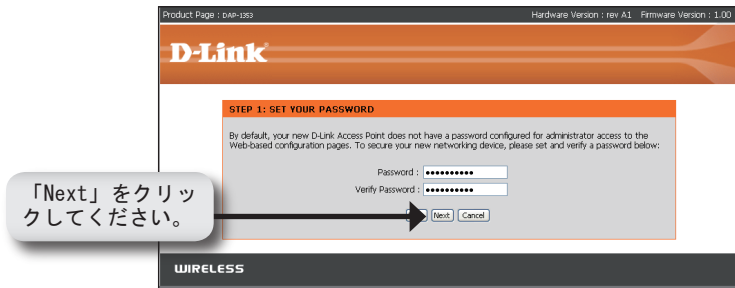 Product Page : DAP-1353 Hardware Version : rev A1 Firmware Version : 1.00
D-Link
STEP 1: SET YOUR PASSWORD
By default, your new D-Link Access Point does not have a password configured for administrator access to the
Web-based configuration pages. To secure your new networking device, please set and verify a password below:
Password : ●●●●●●●●●●
Verify Password : ●●●●●●●●●●
Next Cancel
「Next」をクリッ
クしてください。
WIRELESS